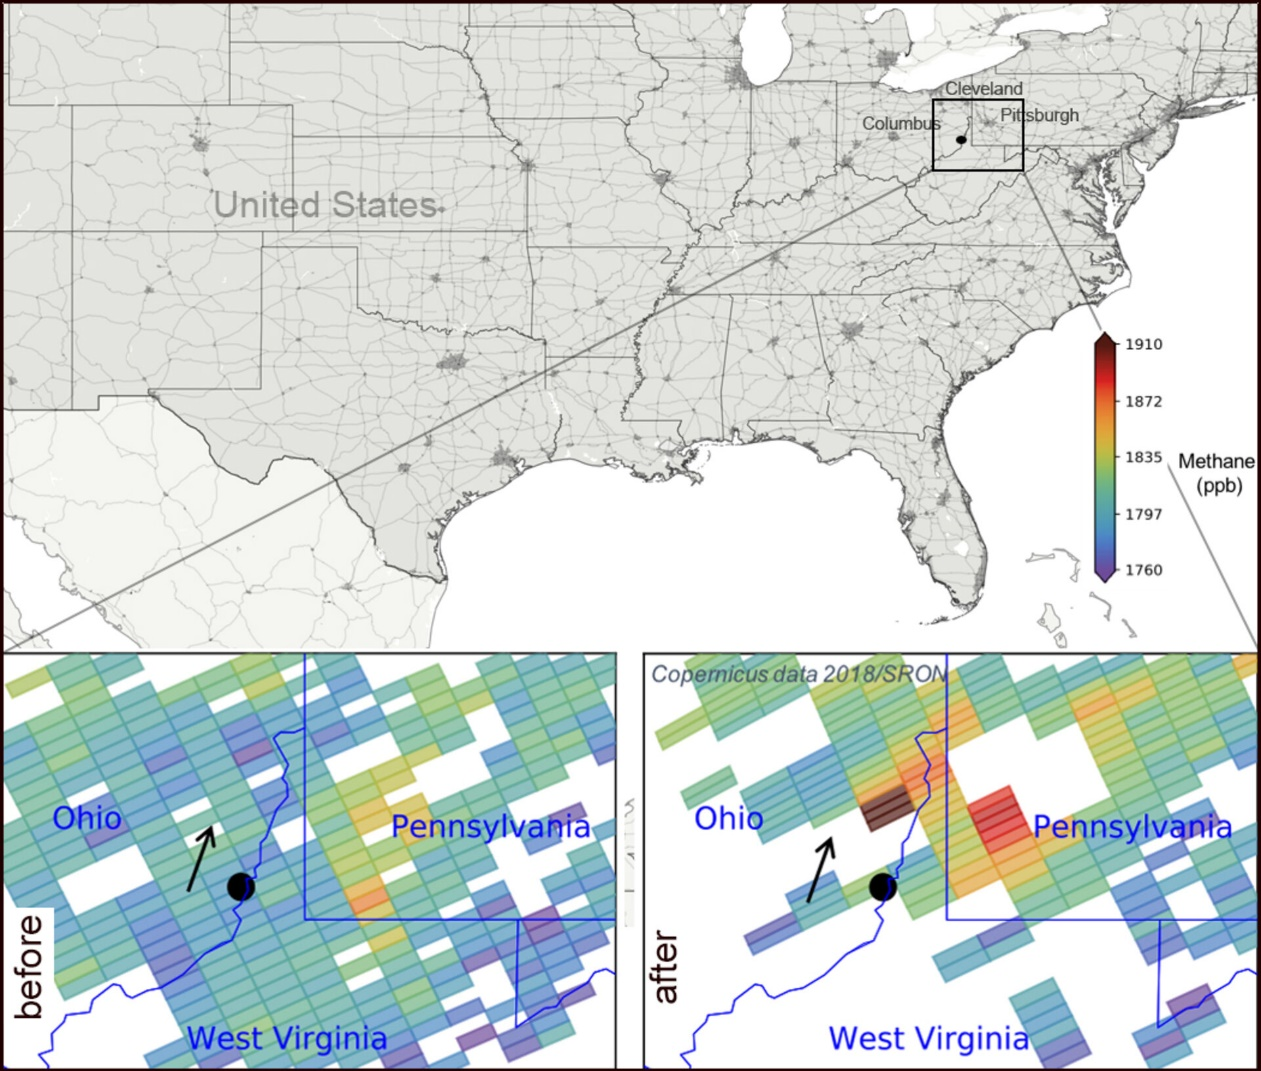 Cleveland
Columbus
Pittsburgh
United States
1910
1872
1835
1797
1760
Methane
(ppb)
Ohio
Pennsylvania
before
West Virginia
Copernicus data 2018/SRON
Ohio
Pennsylvania
after
West Virginia